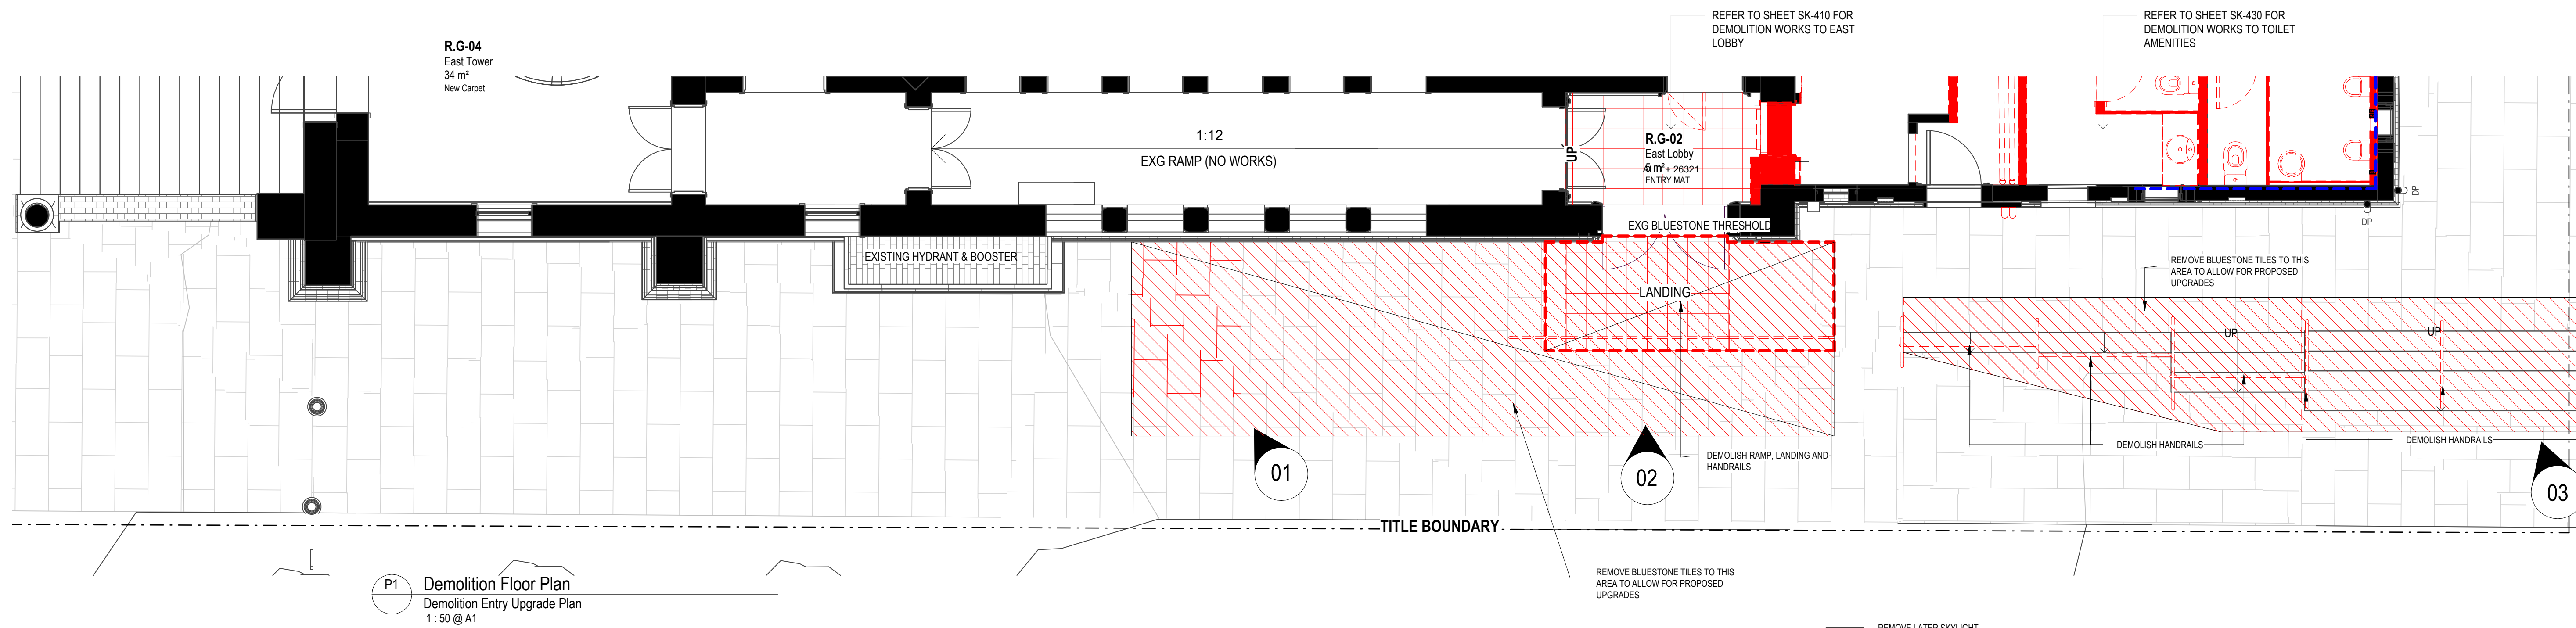 REFER TO SHEET SK-410 FOR
DEMOLITION WORKS TO EAST
LOBBY
REFER TO SHEET SK-430 FOR
DEMOLITION WORKS TO TOILET
AMENITIES
R.G-04
East Tower
34 m²
New Carpet
1:12
EXG RAMP (NO WORKS)
UP
R.G-02
East Lobby
26321
ENTRY MAT
EXG BLUESTONE THRESHOLD
DP
DP
EXISTING HYDRANT & BOOSTER
LANDING
REMOVE BLUESTONE TILES TO THIS
AREA TO ALLOW FOR PROPOSED
UPGRADES
UP
UP
DEMOLISH HANDRAILS
DEMOLISH HANDRAILS
DEMOLISH RAMP, LANDING AND
HANDRAILS
01
02
03
TITLE BOUNDARY
REMOVE BLUESTONE TILES TO THIS
AREA TO ALLOW FOR PROPOSED
UPGRADES
P1
Demolition Floor Plan
Demolition Entry Upgrade Plan
1 : 50 @ A1
REMOVE LATER SKYLIGHT